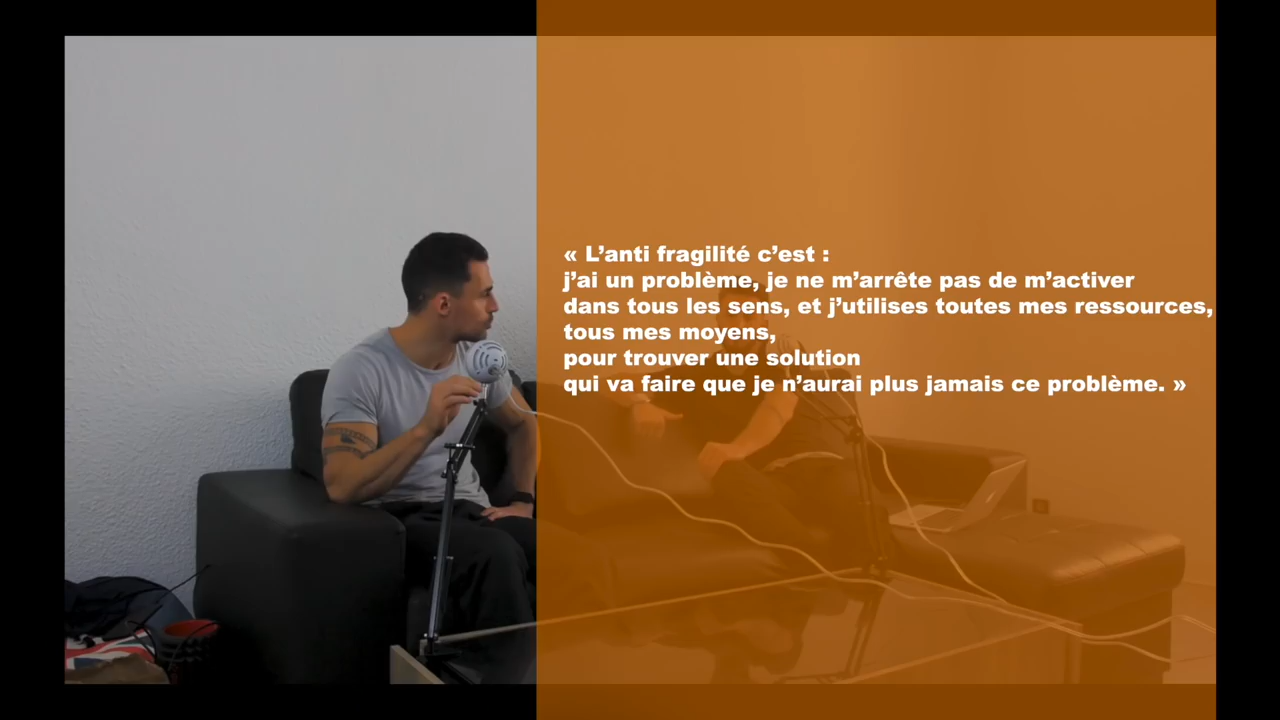 « L’anti fragilité c’est :
j’ai un problème, je ne m’arrête pas de m’activer
dans tous les sens, et j’utilises toutes mes ressources,
tous mes moyens,
pour trouver une solution
qui va faire que je n’aurai plus jamais ce problème. »